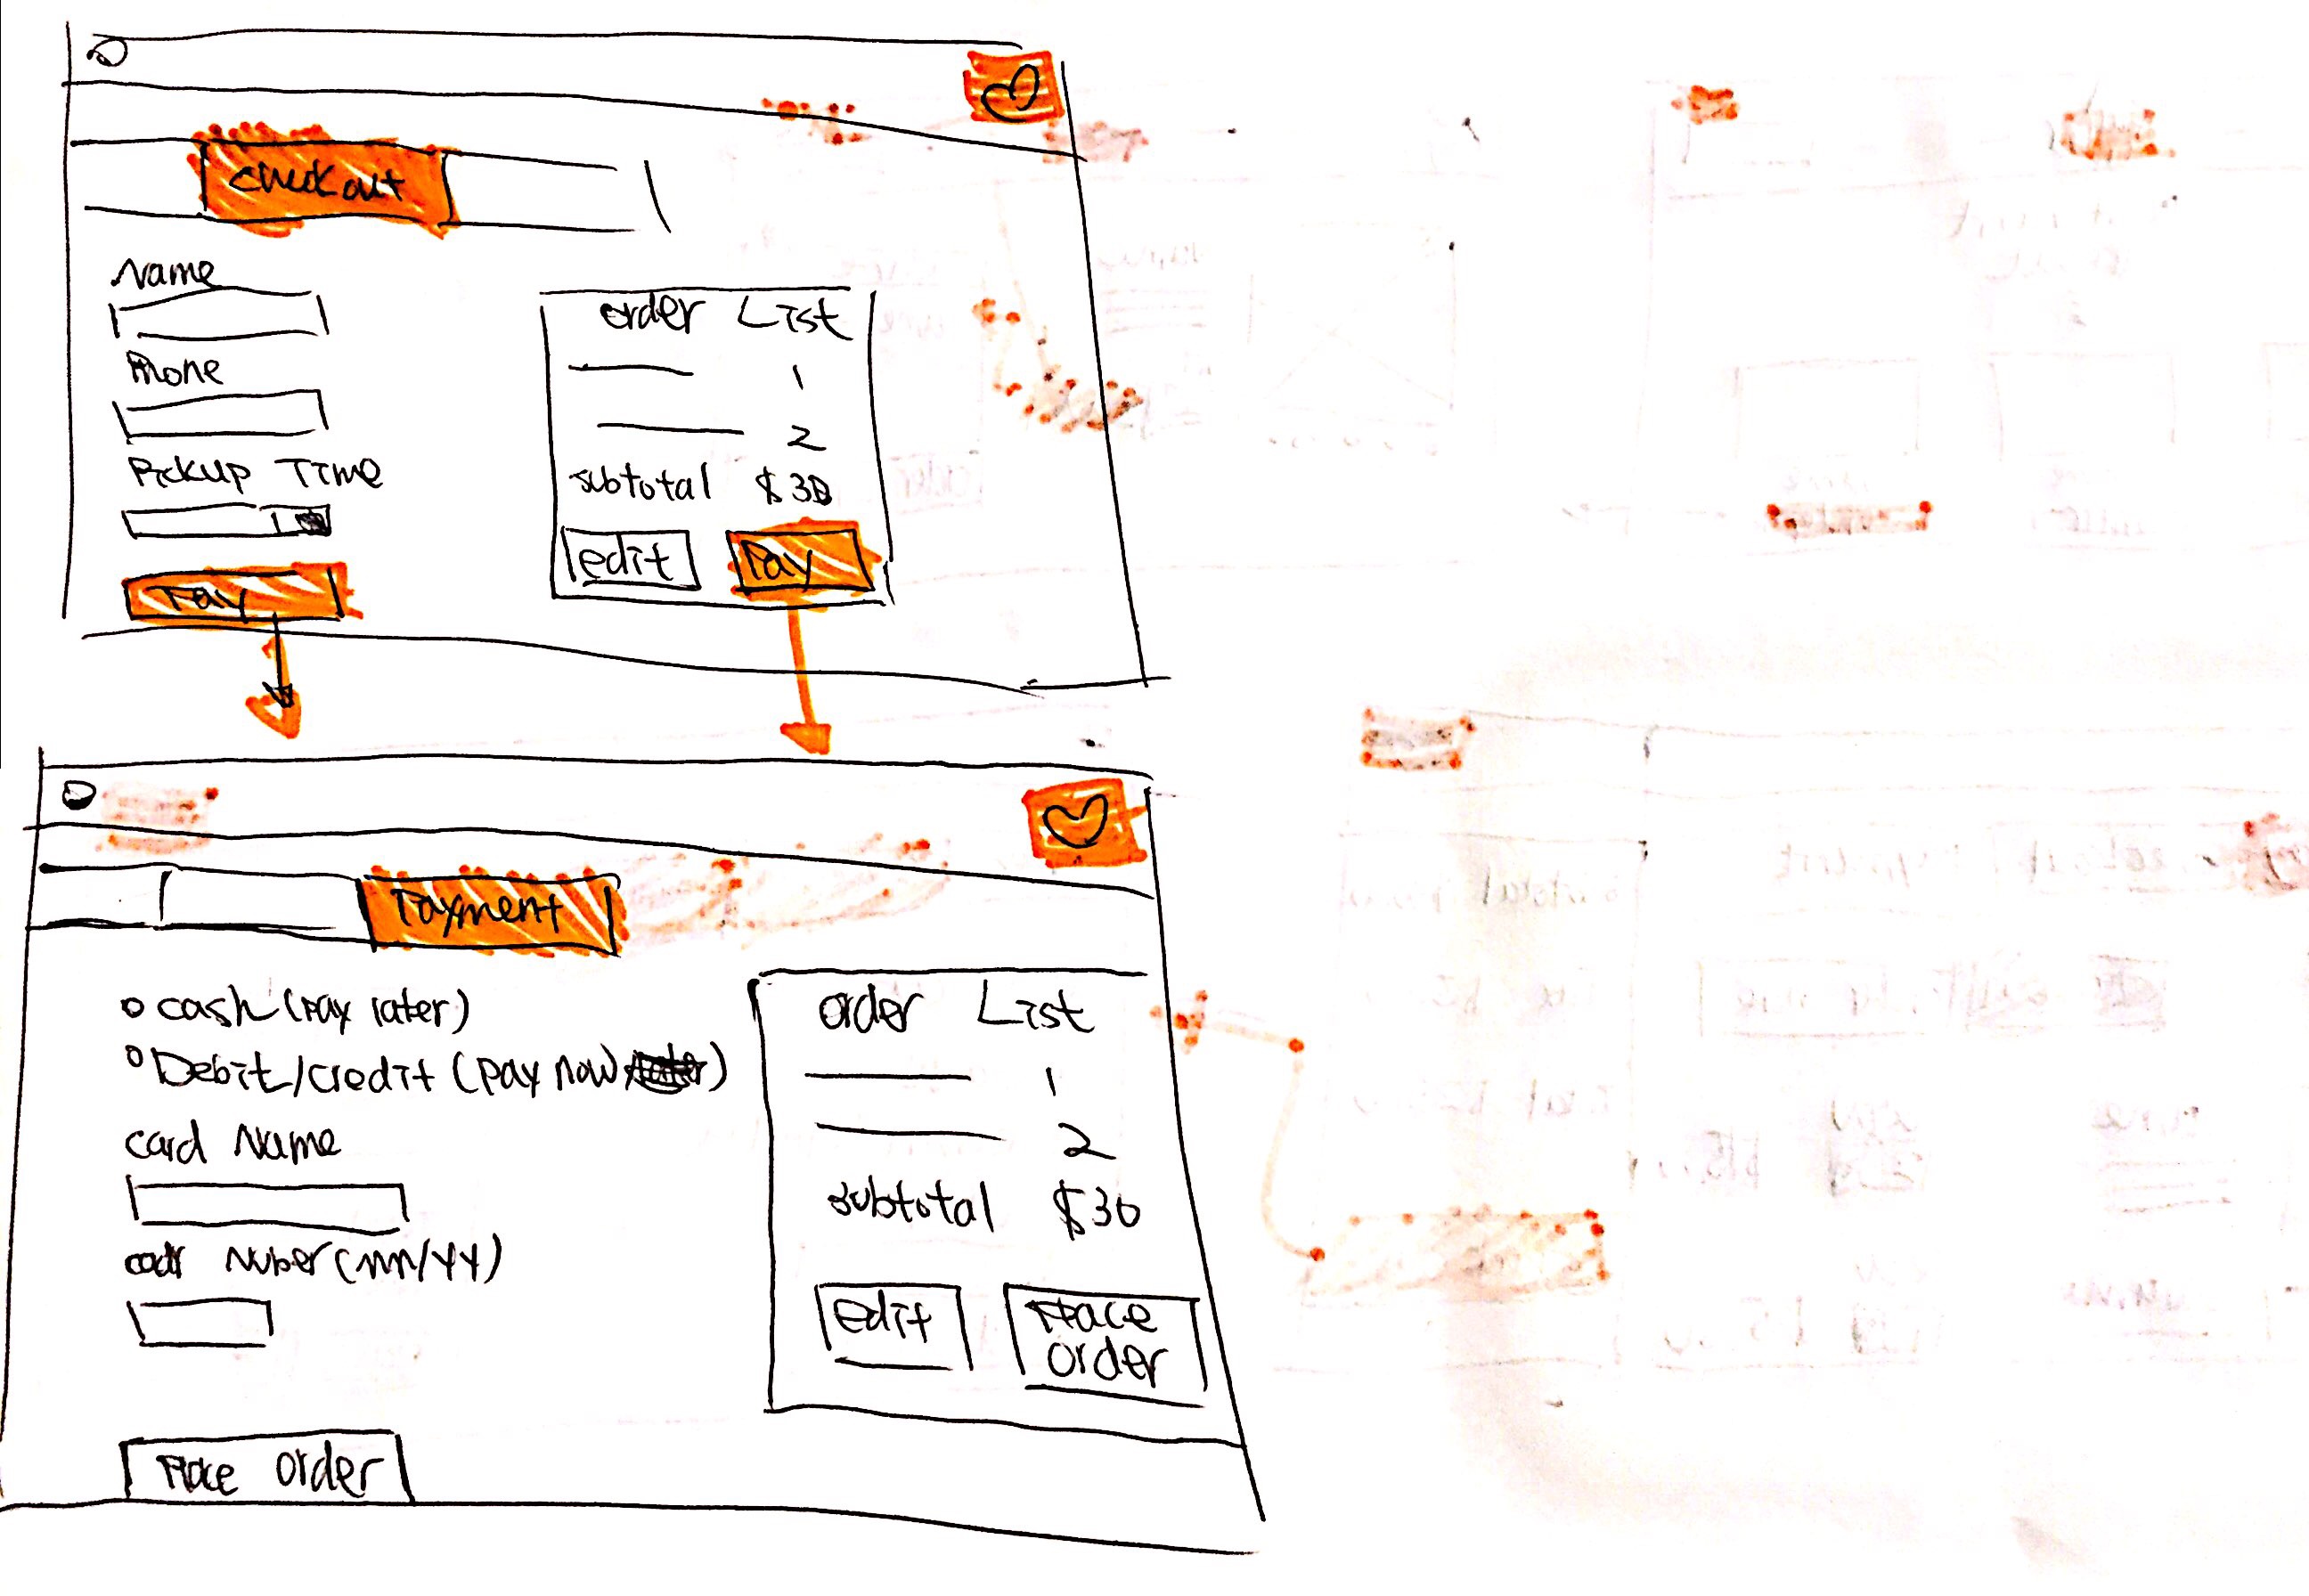 checkout
Name
Phone
Pickup Time
Pay
order List
1
2
subtotal $30
edit Pay
Payment
cash (Pay later)
Debit/credit (pay now)
card Name
Nuber (mm/yy)
Place order
order List
1
2
subtotal $30
edit
Place order